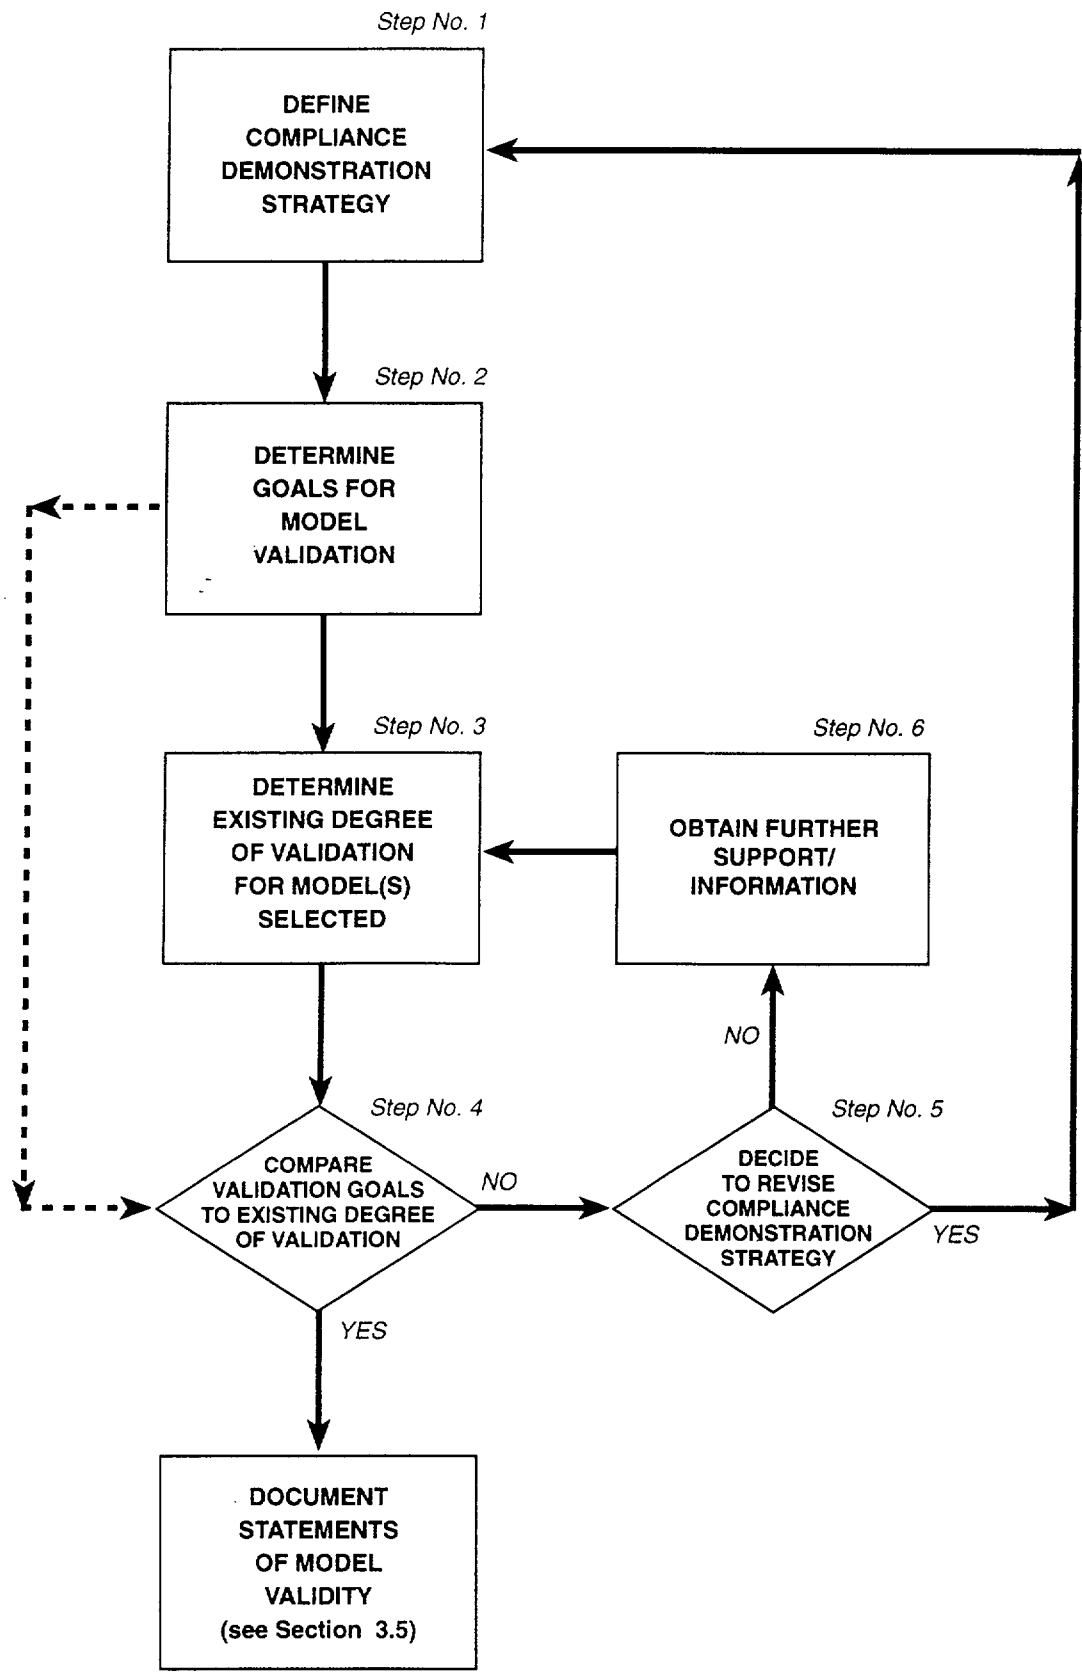 Step No. 1
DEFINE
COMPLIANCE
DEMONSTRATION
STRATEGY
Step No. 2
DETERMINE
GOALS FOR
MODEL
VALIDATION
Step No. 3
DETERMINE
EXISTING DEGREE
OF VALIDATION
FOR MODEL(S)
SELECTED
Step No. 6
OBTAIN FURTHER
SUPPORT/
INFORMATION
NO
Step No. 4
COMPARE
VALIDATION GOALS
TO EXISTING DEGREE
OF VALIDATION
NO
Step No. 5
DECIDE
TO REVISE
COMPLIANCE
DEMONSTRATION
STRATEGY
YES
YES
DOCUMENT
STATEMENTS
OF MODEL
VALIDITY
(see Section 3.5)